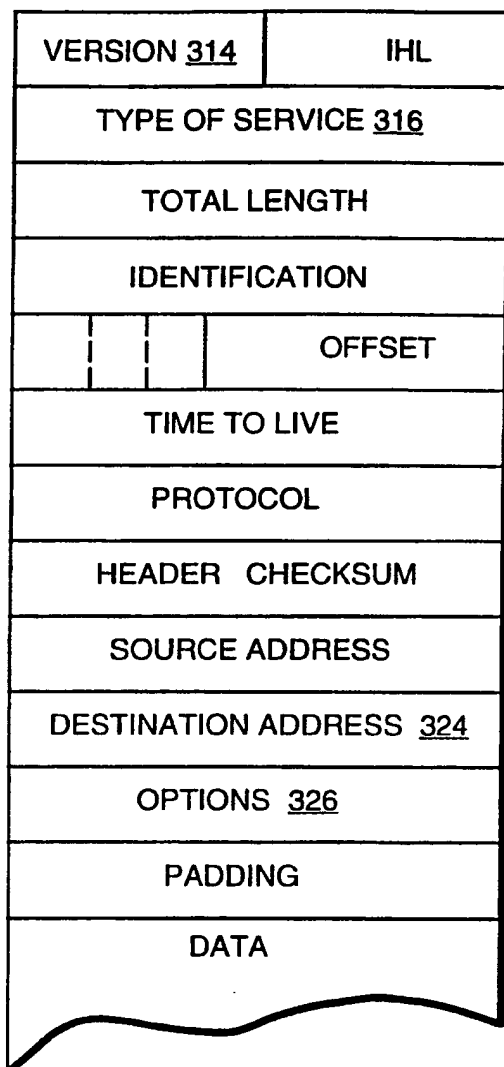 VERSION 314 IHL
TYPE OF SERVICE 316
TOTAL LENGTH
IDENTIFICATION
OFFSET
TIME TO LIVE
PROTOCOL
HEADER CHECKSUM
SOURCE ADDRESS
DESTINATION ADDRESS 324
OPTIONS 326
PADDING
DATA